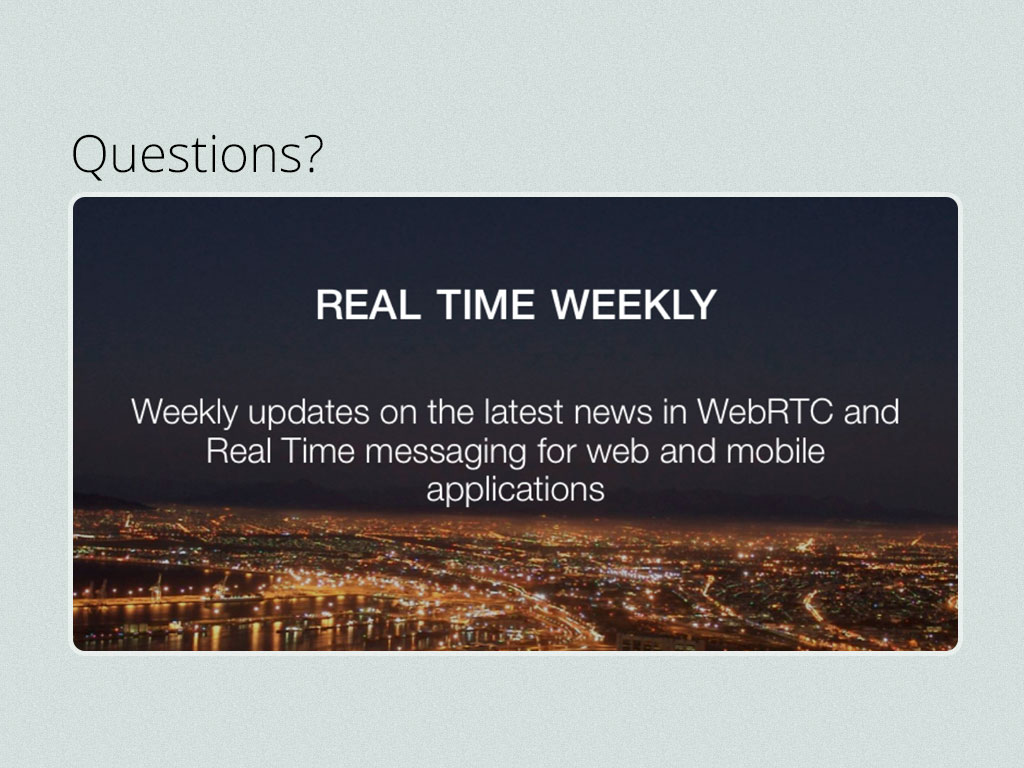 Questions?
REAL TIME WEEKLY
Weekly updates on the latest news in WebRTC and
Real Time messaging for web and mobile
applications